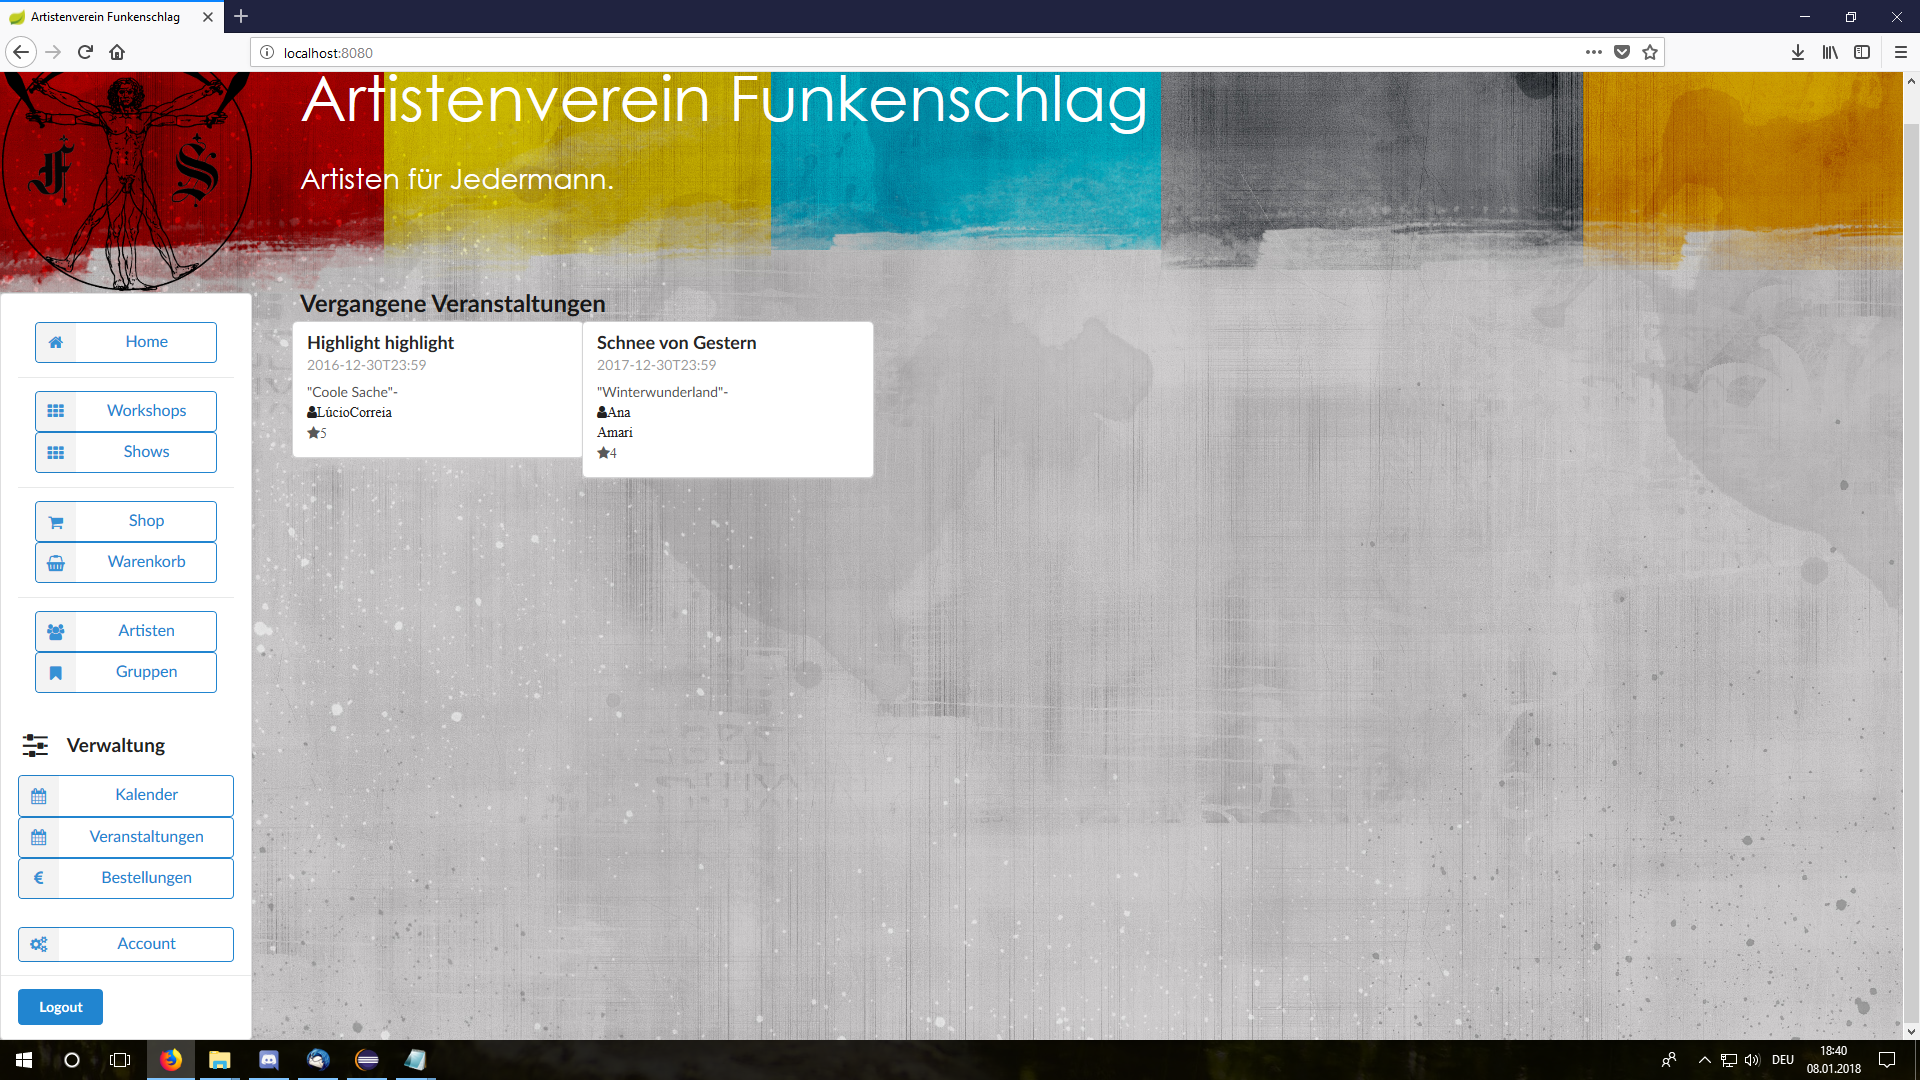 Artistenverein Funkenschlag
localhost:8080
Artistenverein Funkenschlag
Artisten für Jedermann.
F S
Vergangene Veranstaltungen
Highlight highlight
2016-12-30T23:59
"Coole Sache"-
LúcioCorreia
5
Schnee von Gestern
2017-12-30T23:59
"Winterwunderland"-
Ana
Amari
4
Home
Workshops
Shows
Shop
Warenkorb
Artisten
Gruppen
Verwaltung
Kalender
Veranstaltungen
Bestellungen
Account
Logout
DEU
18:40
08.01.2018